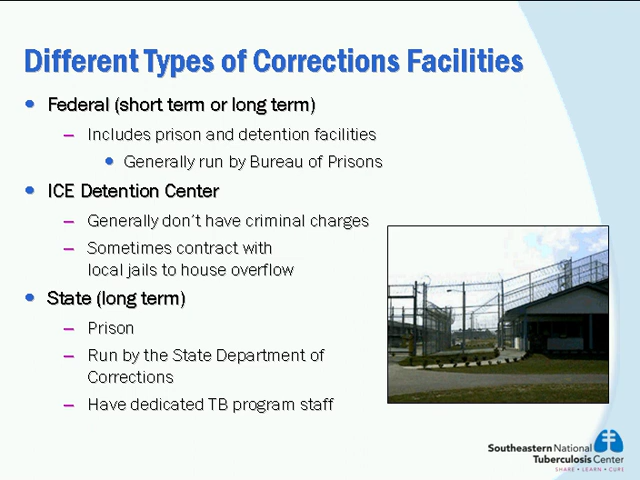 Different Types of Corrections Facilities
• Federal (short term or long term)
– Includes prison and detention facilities
• Generally run by Bureau of Prisons
• ICE Detention Center
– Generally don't have criminal charges
– Sometimes contract with
local jails to house overflow
• State (long term)
– Prison
– Run by the State Department of
Corrections
– Have dedicated TB program staff
Southeastern National
Tuberculosis Center
SHARE • LEARN • CURE